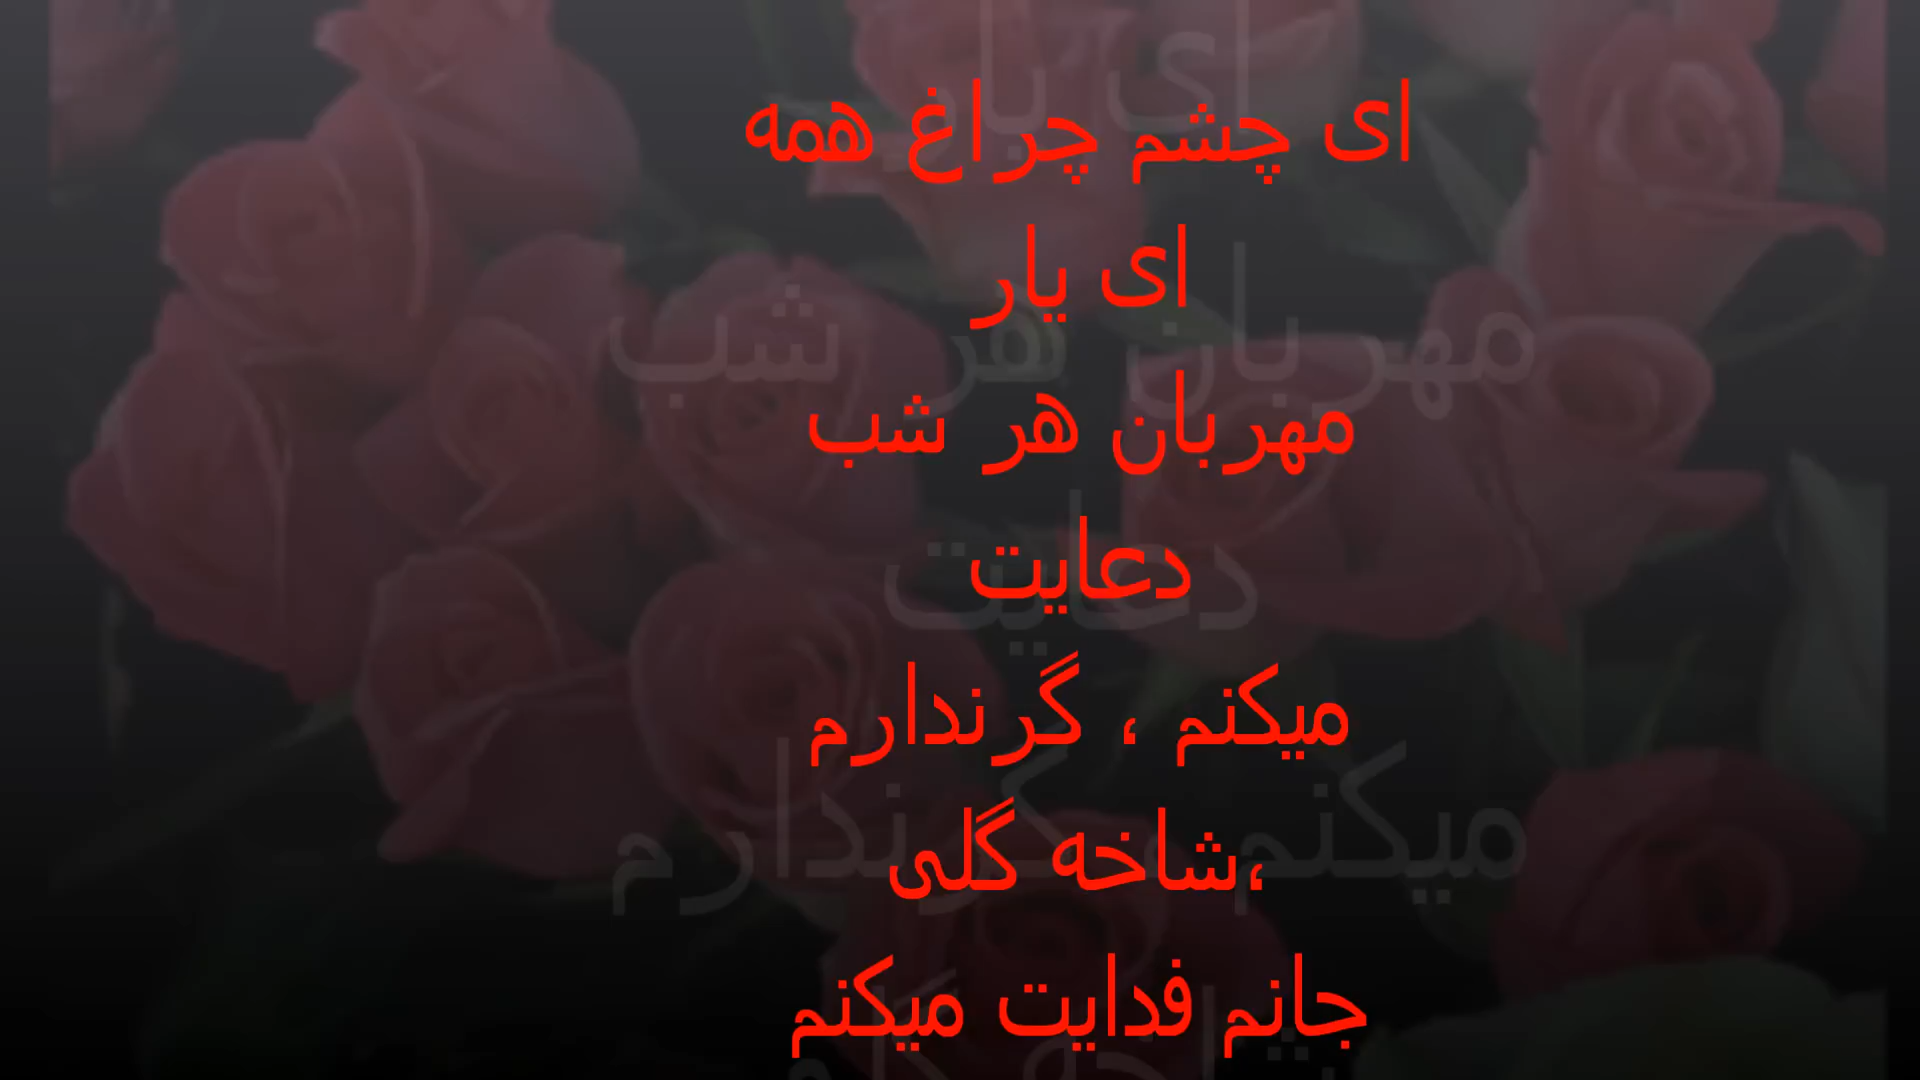 ای چشم چراغ همه
ای یار
مهربان هر شب
دعایت
میکنم ، گرندارم
،شاخه گلی
جانم فدایت میکنم